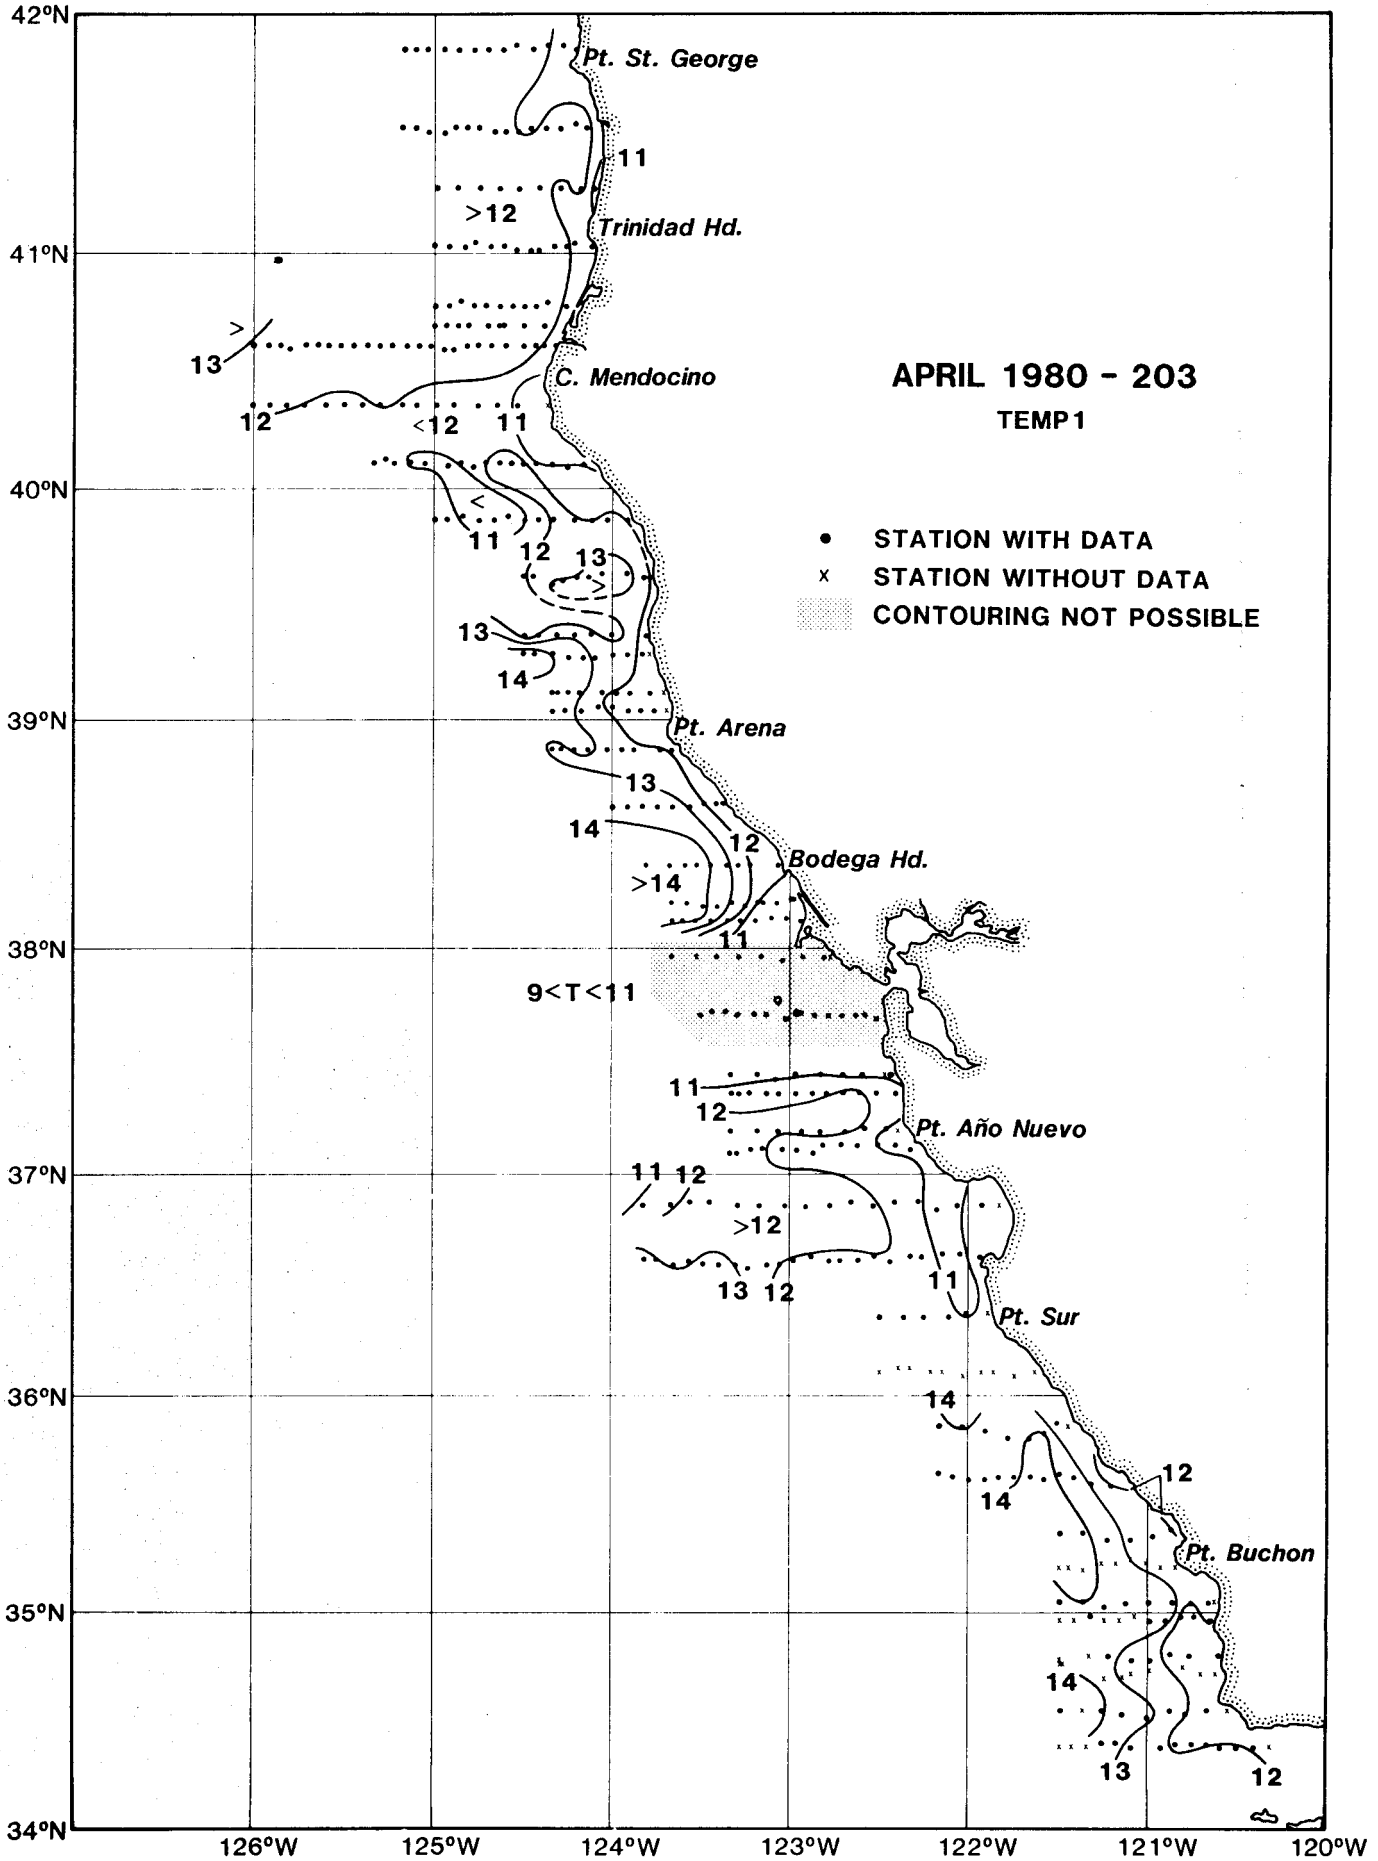 42°N
Pt. St. George
11
>12
Trinidad Hd.
41°N
>
13
C. Mendocino
APRIL 1980 - 203
TEMP1
12
<12
11
40°N
<
11
12
13
>
• STATION WITH DATA
x STATION WITHOUT DATA
CONTOURING NOT POSSIBLE
13
14
39°N
Pt. Arena
13
14
12
Bodega Hd.
>14
11
38°N
9<T<11
11
12
Pt. Año Nuevo
37°N
11
12
>12
13
12
11
Pt. Sur
36°N
14
12
14
Pt. Buchon
35°N
14
13
12
34°N
126°W
125°W
124°W
123°W
122°W
121°W
120°W